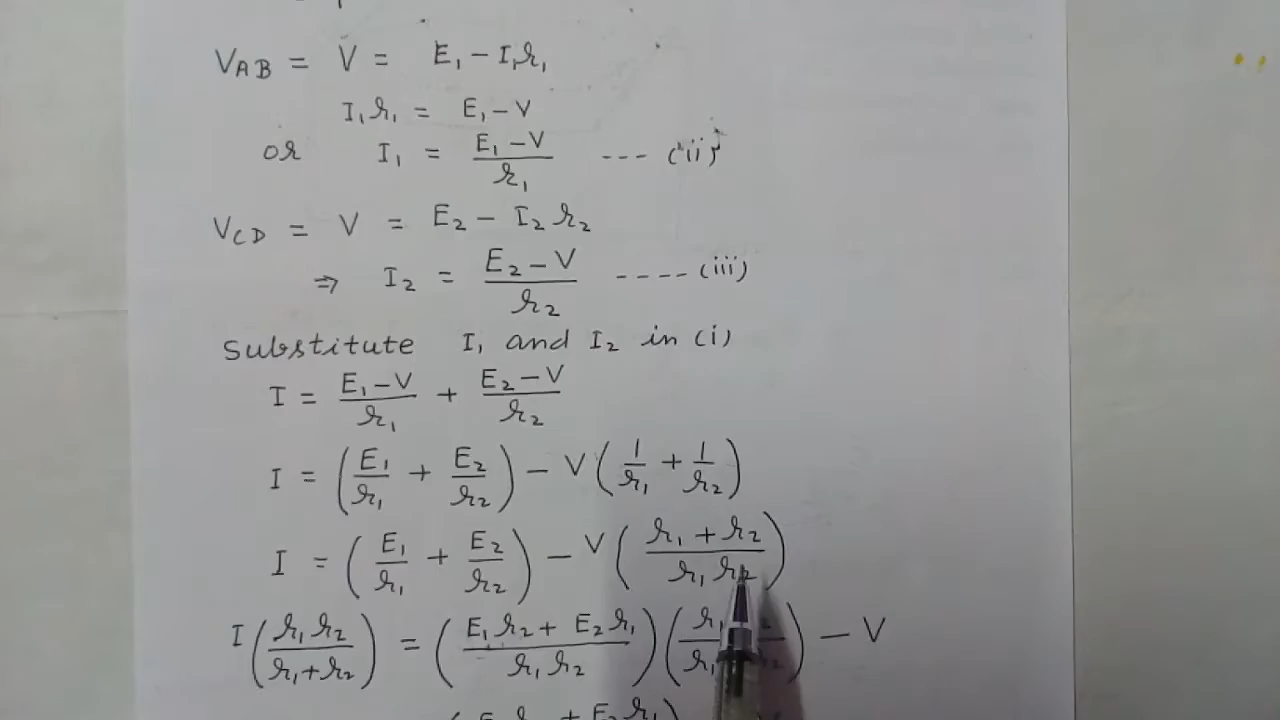 V_AB = V = E₁ - I₁r₁
I₁r₁ = E₁ - V
or I₁ = (E₁ - V)/r₁ --- (ii)
V_CD = V = E₂ - I₂r₂
⇒ I₂ = (E₂ - V)/r₂ ---- (iii)
Substitute I₁ and I₂ in (i)
I = (E₁ - V)/r₁ + (E₂ - V)/r₂
I = (E₁/r₁ + E₂/r₂) - V(1/r₁ + 1/r₂)
I = (E₁/r₁ + E₂/r₂) - V((r₁ + r₂)/(r₁r₂))
I(r₁r₂/(r₁+r₂)) = ((E₁r₂ + E₂r₁)/(r₁r₂)) - V